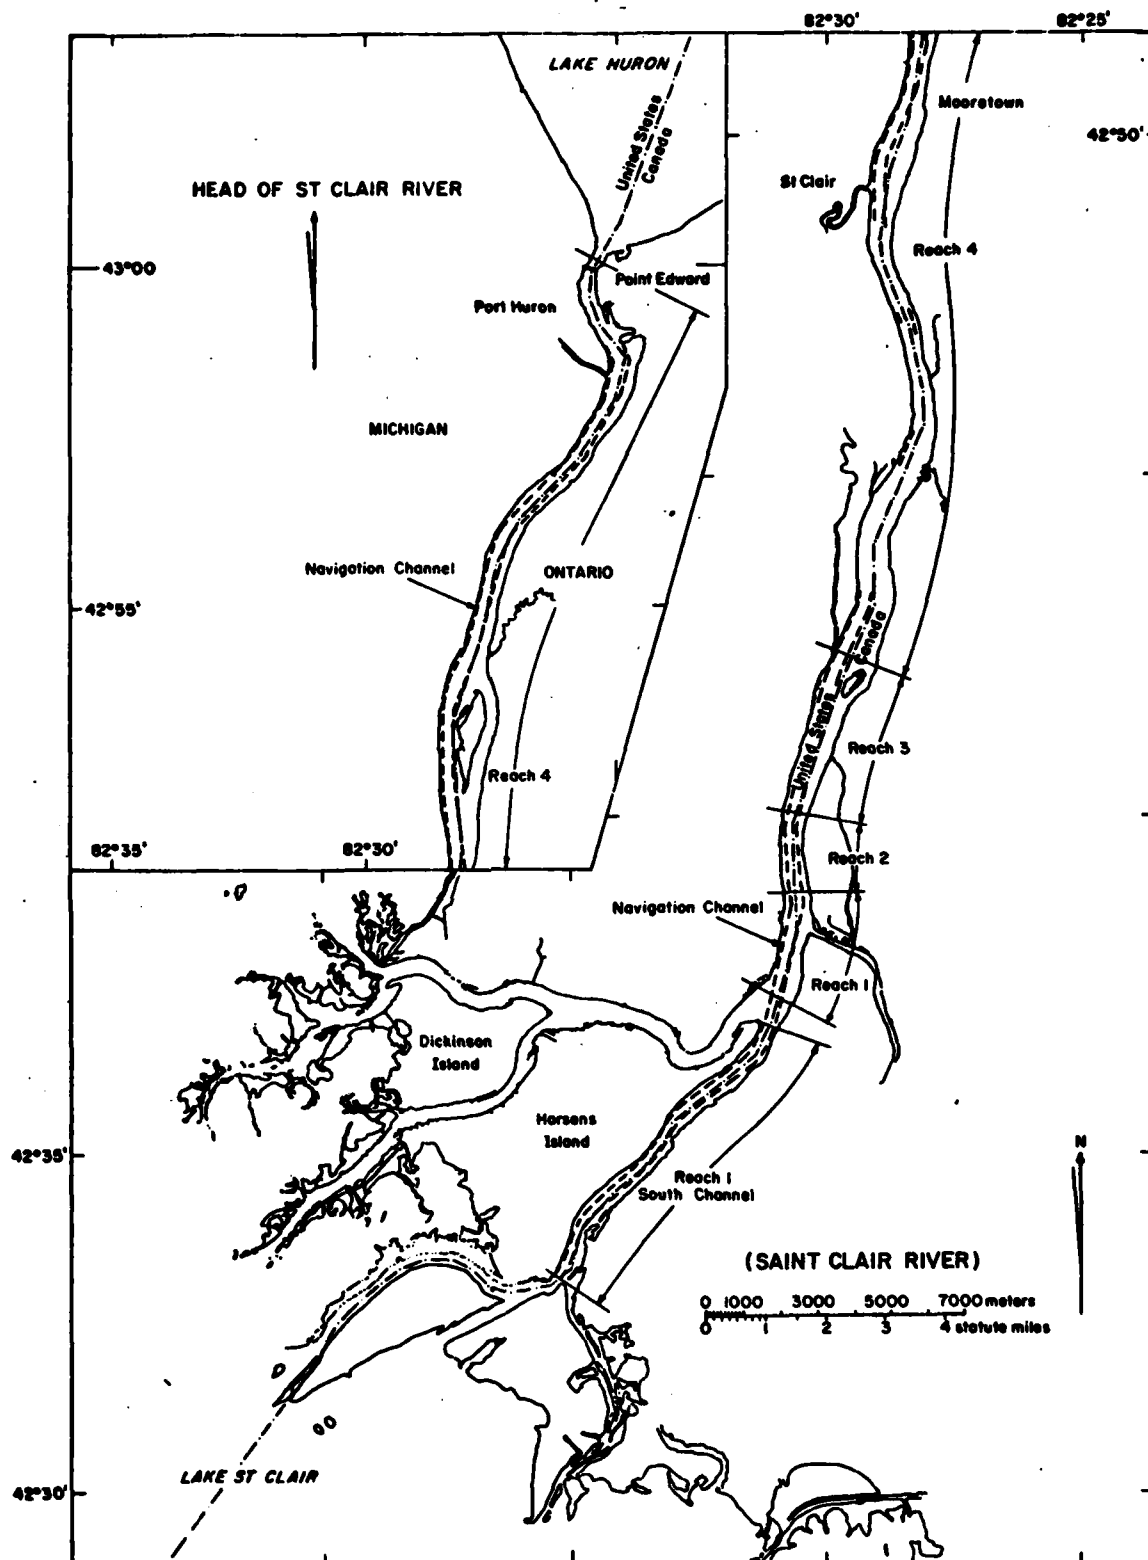 82°30' 82°25'
LAKE HURON
United States
Canada
Mooretown
42°50'
HEAD OF ST CLAIR RIVER
St Clair
Reach 4
43°00
Point Edward
Port Huron
MICHIGAN
Navigation Channel
ONTARIO
42°55'
United States
Canada
Reach 3
Reach 4
82°35' 82°30'
Reach 2
Navigation Channel
Reach 1
Dickinson
Island
Harsens
Island
42°35'
N
Reach 1
South Channel
(SAINT CLAIR RIVER)
0 1000 3000 5000 7000 meters
0 1 2 3 4 statute miles
LAKE ST CLAIR
42°30'